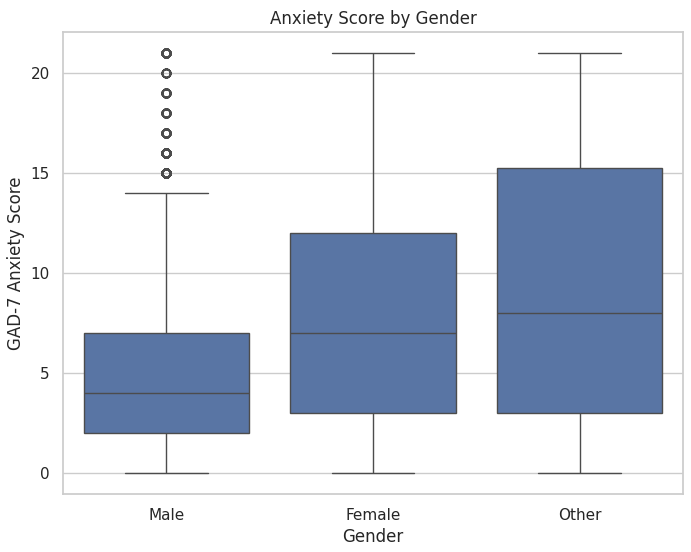 Anxiety Score by Gender
GAD-7 Anxiety Score
20
15
10
5
0
Male Female Other
Gender